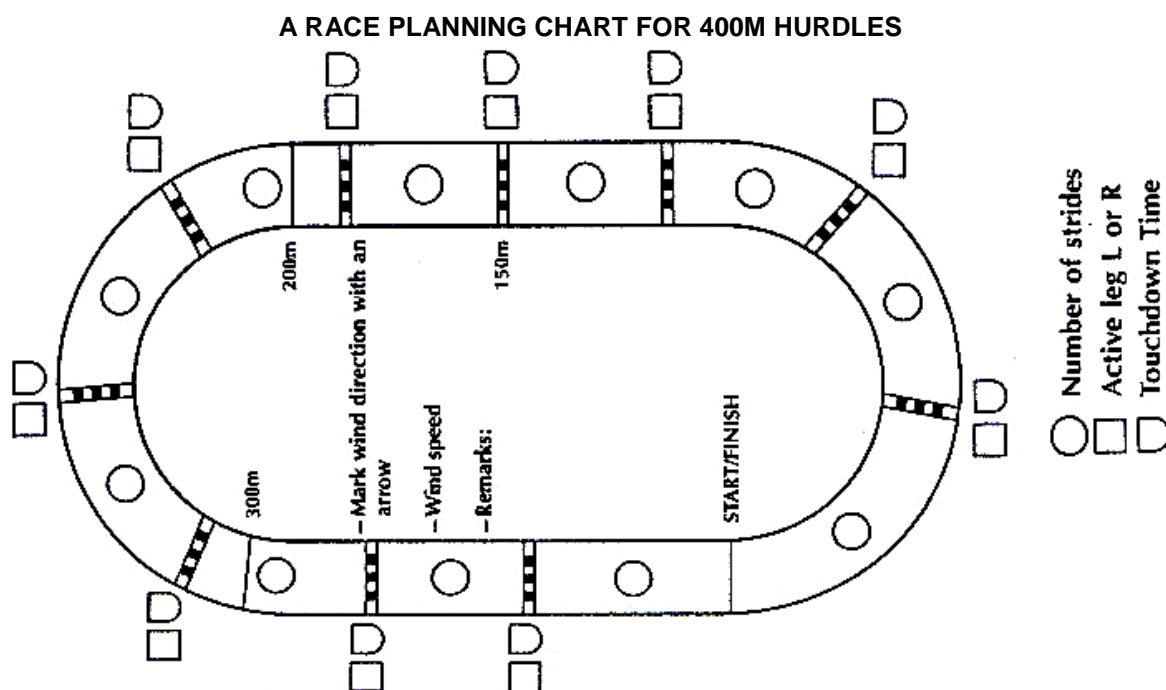 A RACE PLANNING CHART FOR 400M HURDLES
200m
150m
300m
– Mark wind direction with an
arrow
– Wind speed
– Remarks:
START/FINISH
Number of strides
Active leg L or R
Touchdown Time